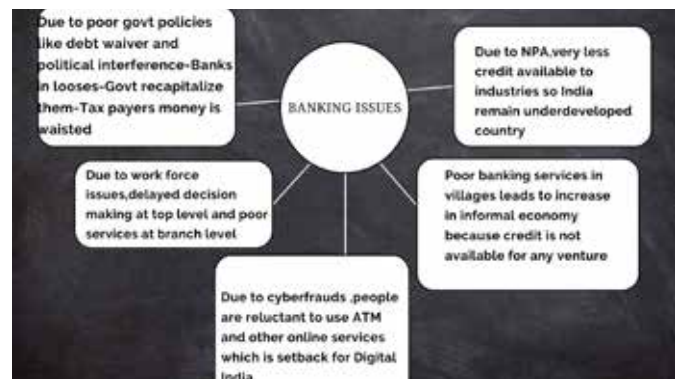 Due to poor govt policies
like debt waiver and
political interference-Banks
in looses-Govt recapitalize
them-Tax payers money is
waisted
BANKING ISSUES
Due to NPA,very less
credit available to
industries so India
remain underdeveloped
country
Due to work force
issues,delayed decision
making at top level and poor
services at branch level
Poor banking services in
villages leads to increase
in informal economy
because credit is not
available for any venture
Due to cyberfrauds ,people
are reluctant to use ATM
and other online services
which is setback for Digital
India